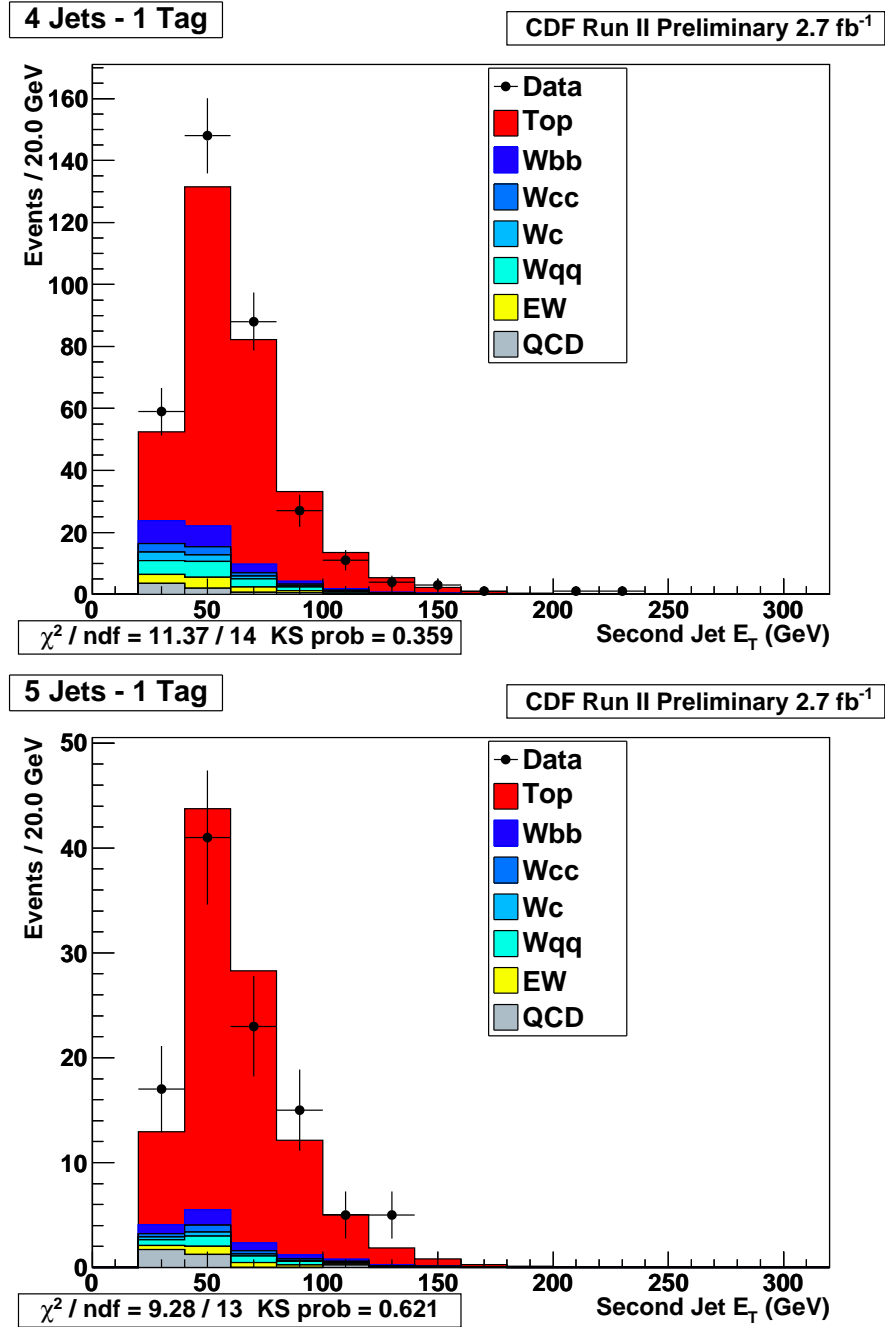 4 Jets - 1 Tag
CDF Run II Preliminary 2.7 fb⁻¹
Events / 20.0 GeV
160
140
120
100
80
60
40
20
0
Data
Top
Wbb
Wcc
Wc
Wqq
EW
QCD
0 50 100 150 200 250 300
Second Jet E_T (GeV)
χ² / ndf = 11.37 / 14 KS prob = 0.359
5 Jets - 1 Tag
CDF Run II Preliminary 2.7 fb⁻¹
Events / 20.0 GeV
50
40
30
20
10
0
Data
Top
Wbb
Wcc
Wc
Wqq
EW
QCD
0 50 100 150 200 250 300
Second Jet E_T (GeV)
χ² / ndf = 9.28 / 13 KS prob = 0.621